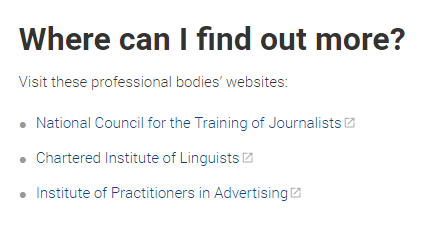 Where can I find out more?
Visit these professional bodies' websites:
National Council for the Training of Journalists
Chartered Institute of Linguists
Institute of Practitioners in Advertising